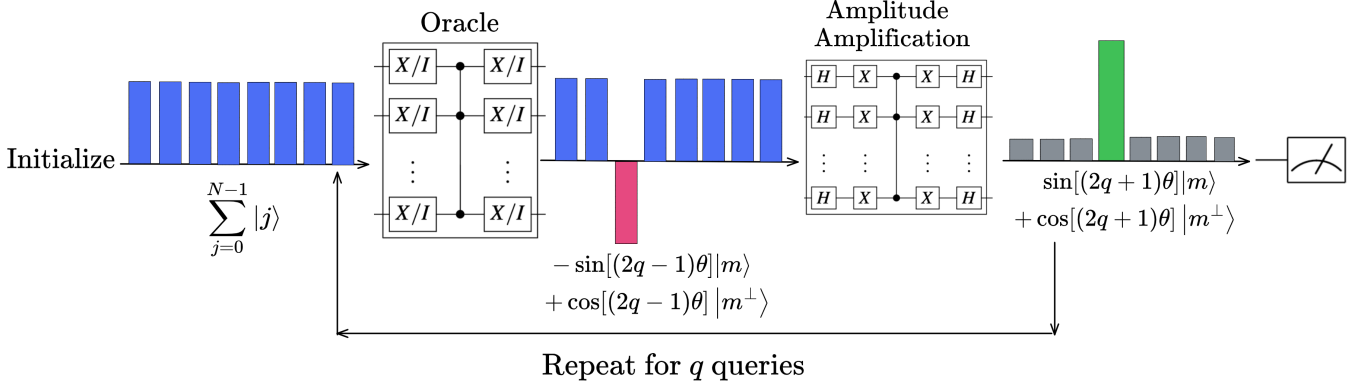 Initialize
N−1
∑ |j⟩
j=0
Oracle
X/I X/I
X/I X/I
⋮ ⋮
X/I X/I
− sin[(2q − 1)θ]|m⟩
+ cos[(2q − 1)θ] |m⊥⟩
Amplitude
Amplification
H X X H
H X X H
⋮ ⋮ ⋮ ⋮
H X X H
sin[(2q + 1)θ]|m⟩
+ cos[(2q + 1)θ] |m⊥⟩
Repeat for q queries